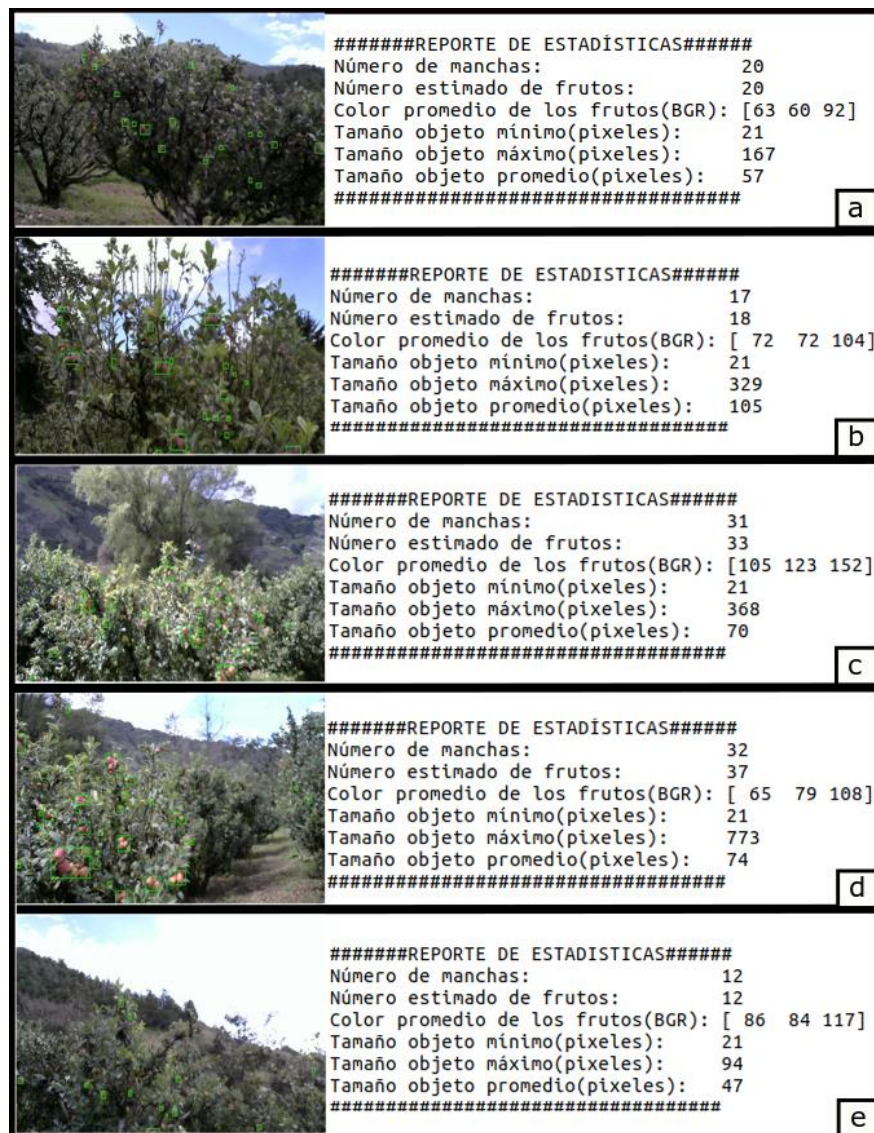 #######REPORTE DE ESTADÍSTICAS######
Número de manchas: 20
Número estimado de frutos: 20
Color promedio de los frutos(BGR): [63 60 92]
Tamaño objeto mínimo(pixeles): 21
Tamaño objeto máximo(pixeles): 167
Tamaño objeto promedio(pixeles): 57
####################################
a
#######REPORTE DE ESTADISTICAS######
Número de manchas: 17
Número estimado de frutos: 18
Color promedio de los frutos(BGR): [ 72  72 104]
Tamaño objeto mínimo(pixeles): 21
Tamaño objeto máximo(pixeles): 329
Tamaño objeto promedio(pixeles): 105
###################################
b
#######REPORTE DE ESTADISTICAS######
Número de manchas: 31
Número estimado de frutos: 33
Color promedio de los frutos(BGR): [105 123 152]
Tamaño objeto mínimo(pixeles): 21
Tamaño objeto máximo(pixeles): 368
Tamaño objeto promedio(pixeles): 70
###################################
c
#######REPORTE DE ESTADÍSTICAS######
Número de manchas: 32
Número estimado de frutos: 37
Color promedio de los frutos(BGR): [ 65  79 108]
Tamaño objeto mínimo(pixeles): 21
Tamaño objeto máximo(pixeles): 773
Tamaño objeto promedio(pixeles): 74
###################################
d
#######REPORTE DE ESTADISTICAS######
Número de manchas: 12
Número estimado de frutos: 12
Color promedio de los frutos(BGR): [ 86  84 117]
Tamaño objeto mínimo(pixeles): 21
Tamaño objeto máximo(pixeles): 94
Tamaño objeto promedio(pixeles): 47
###################################
e